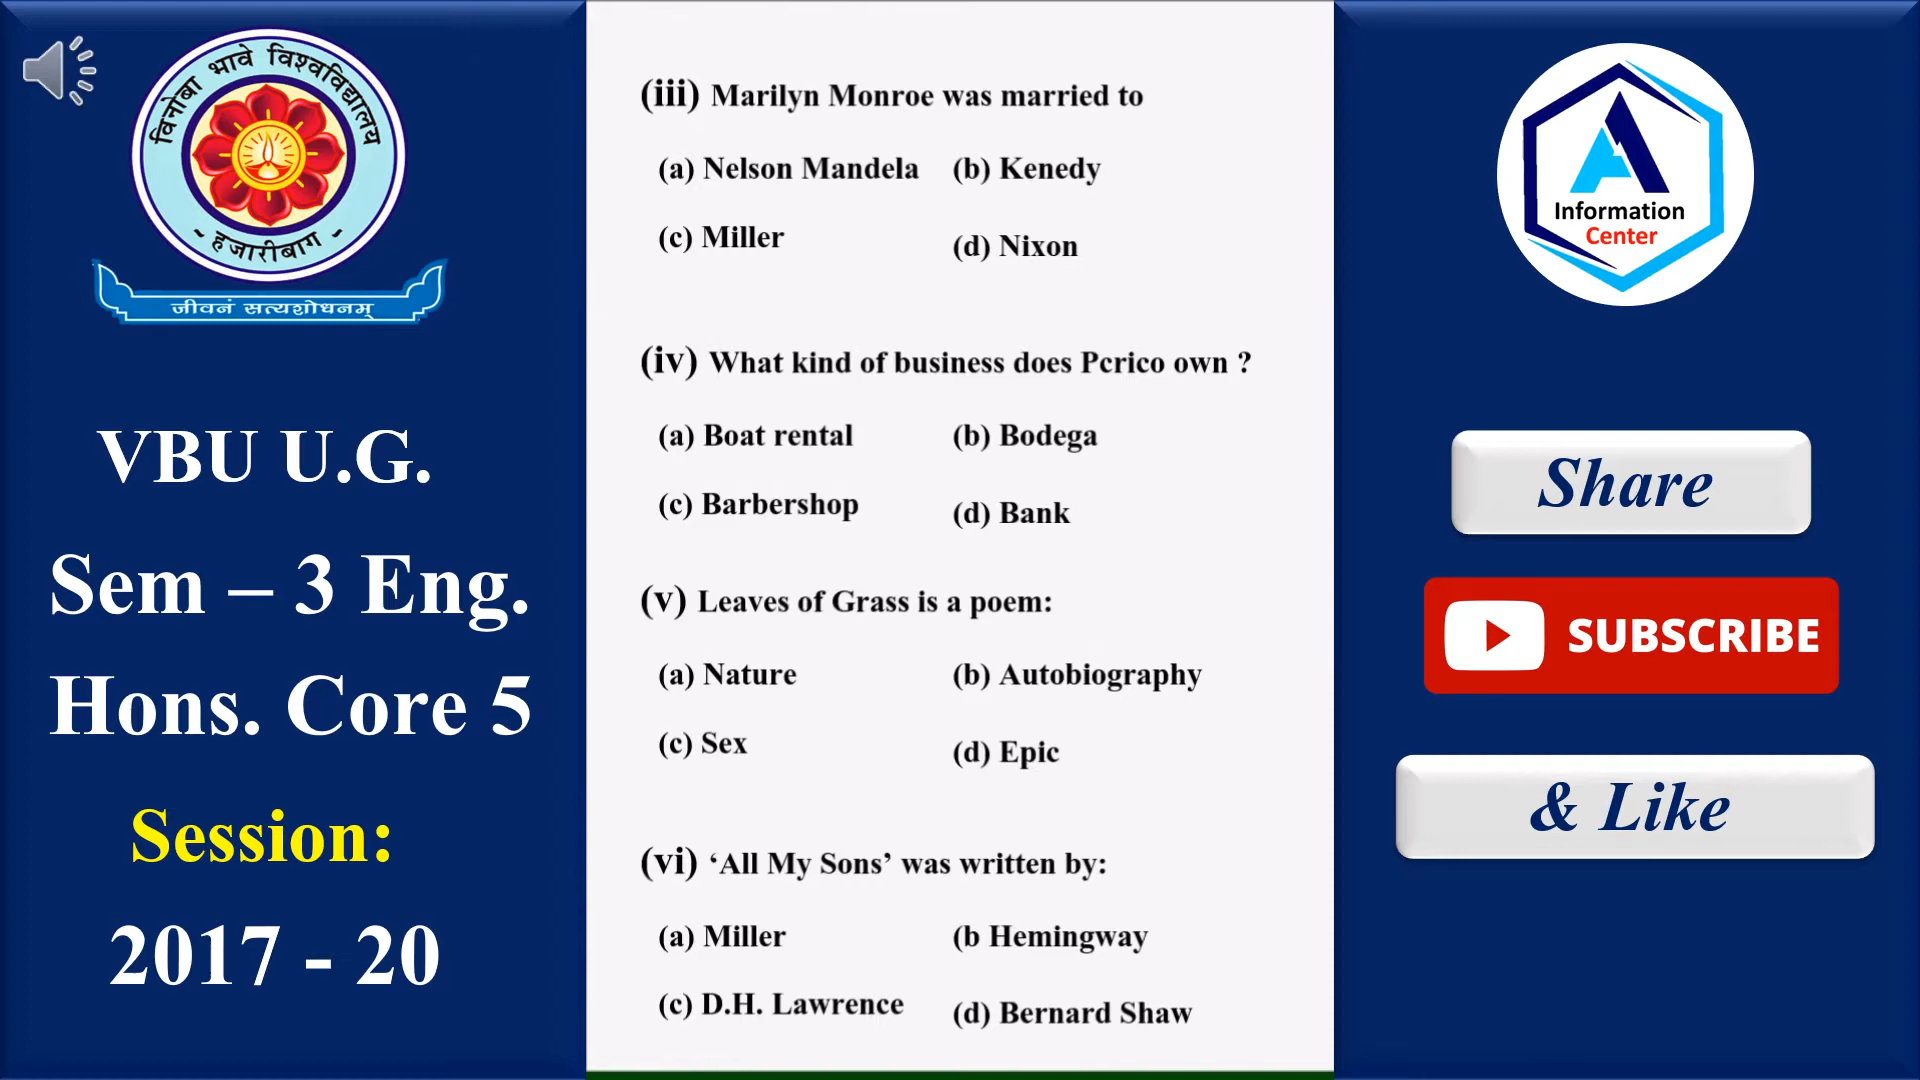 विनोबा भावे विश्वविद्यालय
- हजारीबाग -
जीवनं सत्यशोधनम्
VBU U.G.
Sem – 3 Eng.
Hons. Core 5
Session:
2017 - 20
(iii) Marilyn Monroe was married to
(a) Nelson Mandela (b) Kenedy
(c) Miller (d) Nixon
(iv) What kind of business does Pcrico own ?
(a) Boat rental (b) Bodega
(c) Barbershop (d) Bank
(v) Leaves of Grass is a poem:
(a) Nature (b) Autobiography
(c) Sex (d) Epic
(vi) ‘All My Sons’ was written by:
(a) Miller (b Hemingway
(c) D.H. Lawrence (d) Bernard Shaw
Information
Center
Share
SUBSCRIBE
& Like